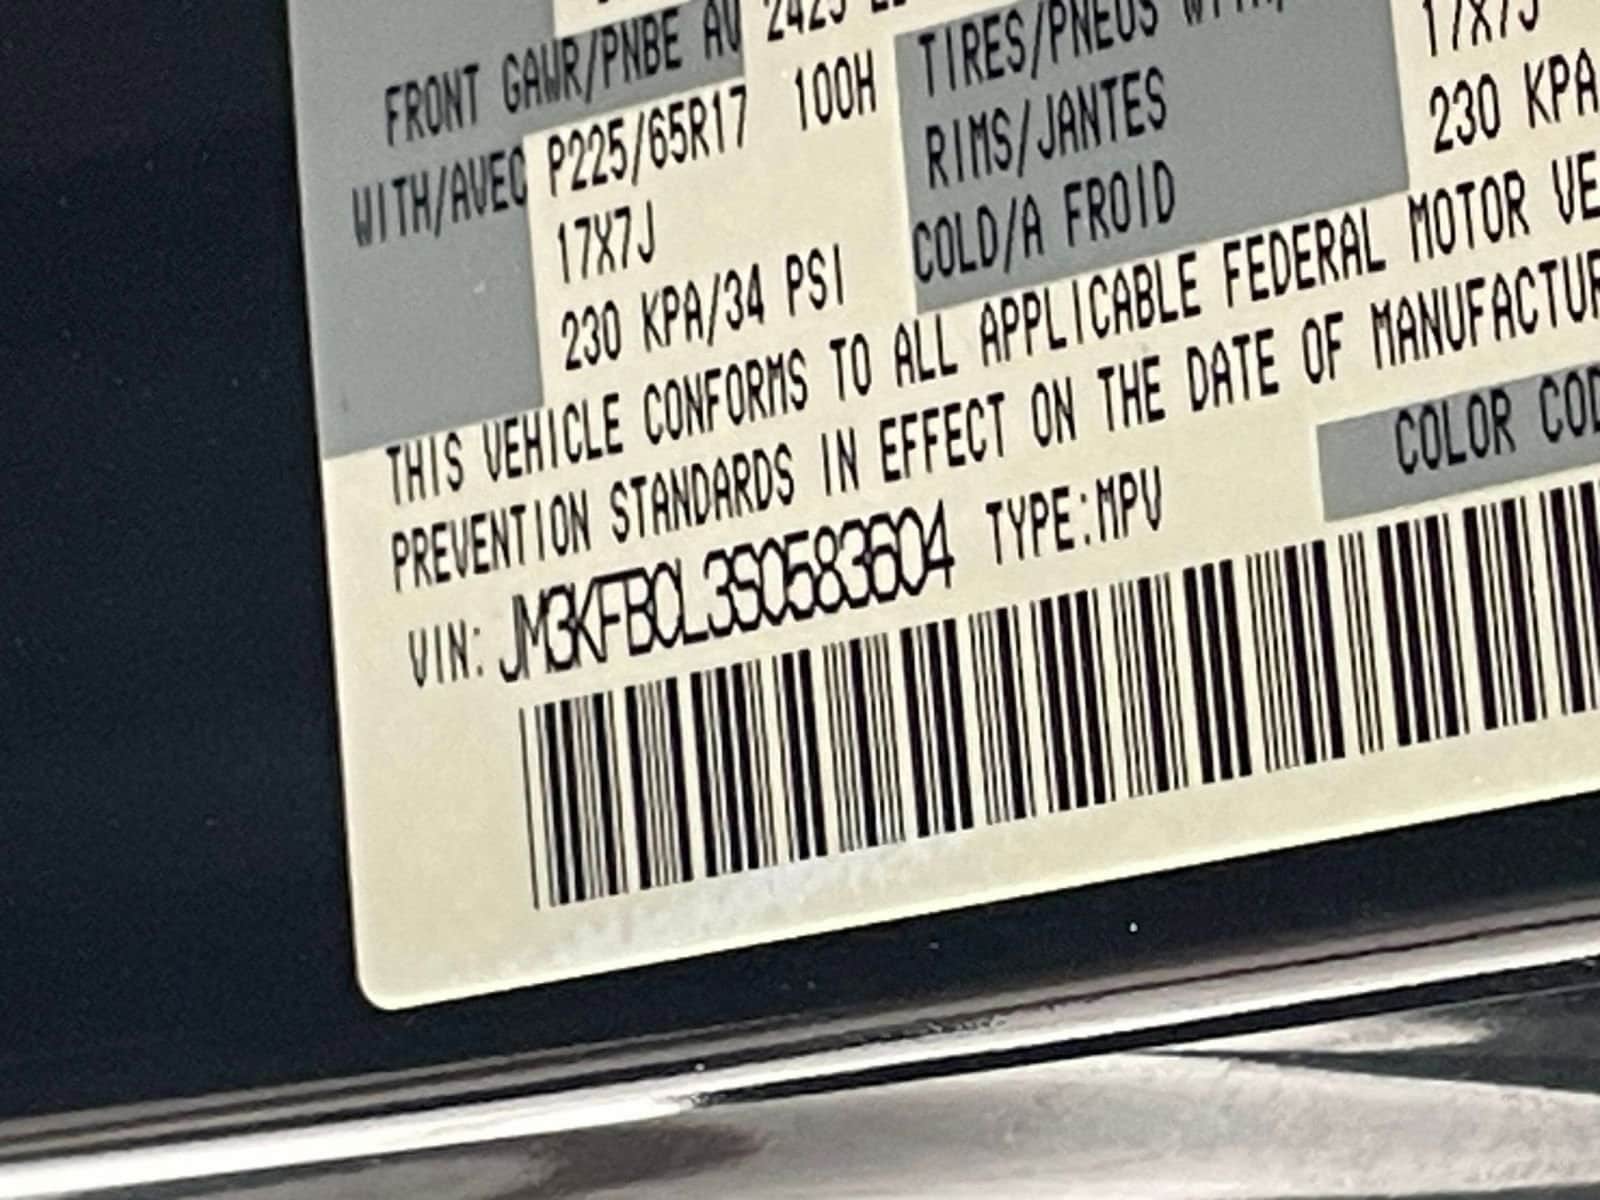 FRONT GAWR/PNBE AV 2425
WITH/AVEC P225/65R17 100H TIRES/PNEUS WITH/
17X7J RIMS/JANTES 17X7J
230 KPA/34 PSI COLD/A FROID 230 KPA
THIS VEHICLE CONFORMS TO ALL APPLICABLE FEDERAL MOTOR VE
PREVENTION STANDARDS IN EFFECT ON THE DATE OF MANUFACTUR
VIN: JM3KFBCL3S0583604 TYPE:MPV COLOR COD